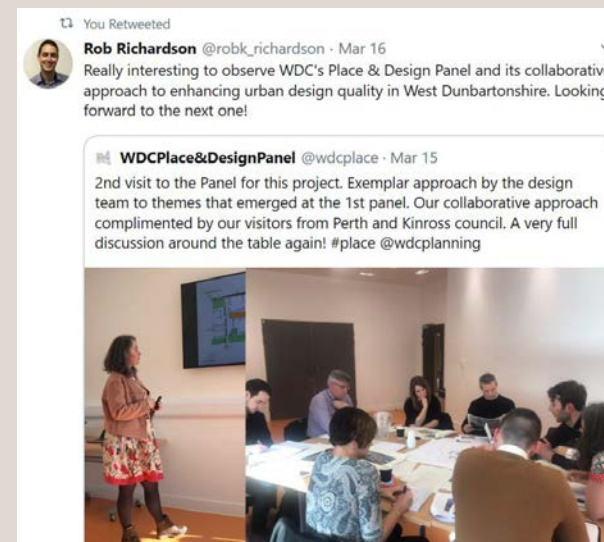 You Retweeted
Rob Richardson @robk_richardson · Mar 16
Really interesting to observe WDC's Place & Design Panel and its collaborative
approach to enhancing urban design quality in West Dunbartonshire. Looking
forward to the next one!
WDCPlace&DesignPanel @wdcplace · Mar 15
2nd visit to the Panel for this project. Exemplar approach by the design
team to themes that emerged at the 1st panel. Our collaborative approach
complimented by our visitors from Perth and Kinross council. A very full
discussion around the table again! #place @wdcplanning